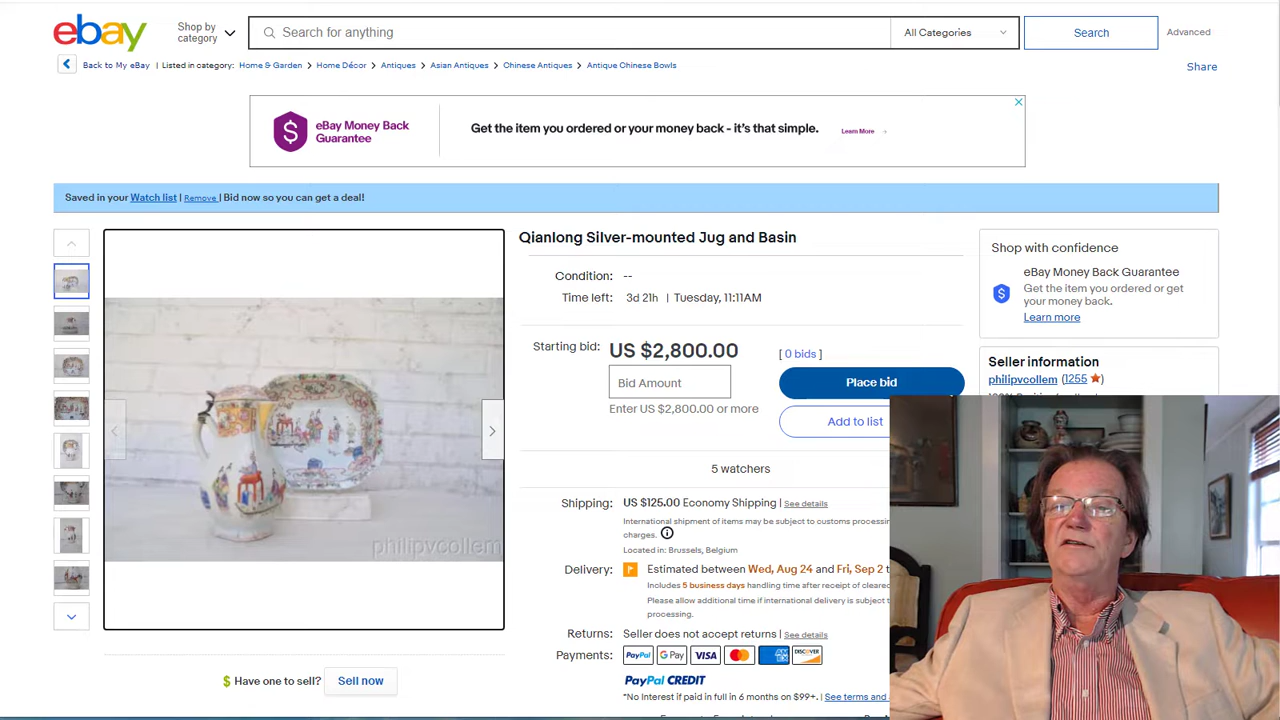 ebay
Shop by
category
Search for anything
All Categories
Search
Advanced
Back to My eBay | Listed in category: Home & Garden > Home Décor > Antiques > Asian Antiques > Chinese Antiques > Antique Chinese Bowls
Share
eBay Money Back
Guarantee
Get the item you ordered or your money back - it's that simple.
Learn More
Saved in your Watch list | Remove | Bid now so you can get a deal!
Qianlong Silver-mounted Jug and Basin
Condition: --
Time left: 3d 21h | Tuesday, 11:11AM
Starting bid: US $2,800.00
[ 0 bids ]
Bid Amount
Place bid
Enter US $2,800.00 or more
Add to list
5 watchers
Shipping: US $125.00 Economy Shipping | See details
International shipment of items may be subject to customs processin
charges.
Located in: Brussels, Belgium
Delivery: Estimated between Wed, Aug 24 and Fri, Sep 2 t
Includes 5 business days handling time after receipt of cleare
Please allow additional time if international delivery is subject t
processing.
Returns: Seller does not accept returns | See details
Payments: PayPal G Pay VISA DISCOVER
PayPal CREDIT
*No Interest if paid in full in 6 months on $99+. | See terms and
philipvcollem
$ Have one to sell? Sell now
Shop with confidence
eBay Money Back Guarantee
Get the item you ordered or get
your money back.
Learn more
Seller information
philipvcollem (1255 )